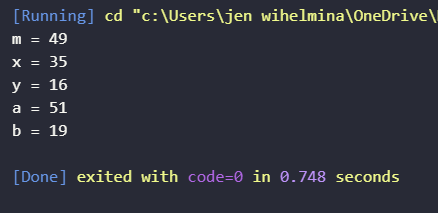 [Running] cd "c:\Users\jen wihelmina\OneDrive\
m = 49
x = 35
y = 16
a = 51
b = 19
[Done] exited with code=0 in 0.748 seconds